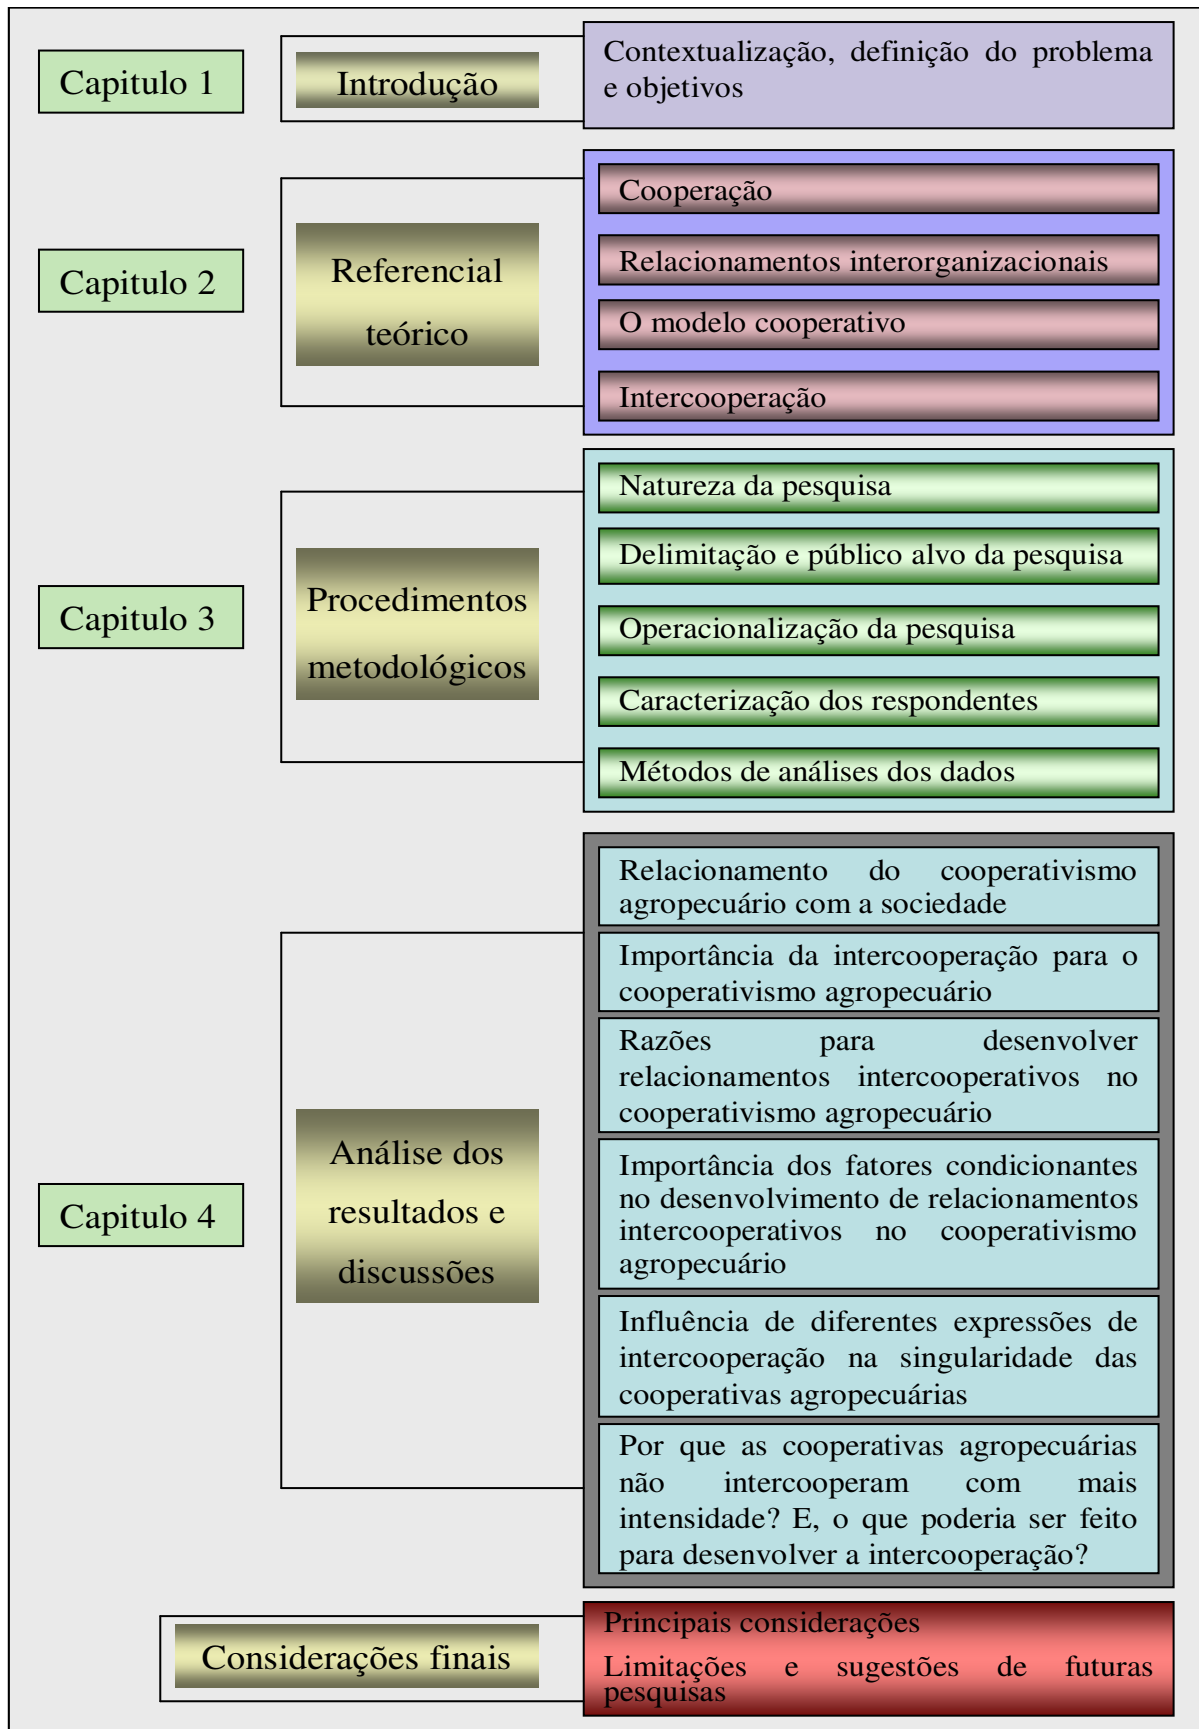 Capitulo 1
Introdução
Contextualização, definição do problema
e objetivos
Capitulo 2
Referencial
teórico
Cooperação
Relacionamentos interorganizacionais
O modelo cooperativo
Intercooperação
Capitulo 3
Procedimentos
metodológicos
Natureza da pesquisa
Delimitação e público alvo da pesquisa
Operacionalização da pesquisa
Caracterização dos respondentes
Métodos de análises dos dados
Capitulo 4
Análise dos
resultados e
discussões
Relacionamento do cooperativismo
agropecuário com a sociedade
Importância da intercooperação para o
cooperativismo agropecuário
Razões para desenvolver
relacionamentos intercooperativos no
cooperativismo agropecuário
Importância dos fatores condicionantes
no desenvolvimento de relacionamentos
intercooperativos no cooperativismo
agropecuário
Influência de diferentes expressões de
intercooperação na singularidade das
cooperativas agropecuárias
Por que as cooperativas agropecuárias
não intercooperam com mais
intensidade? E, o que poderia ser feito
para desenvolver a intercooperação?
Considerações finais
Principais considerações
Limitações e sugestões de futuras
pesquisas